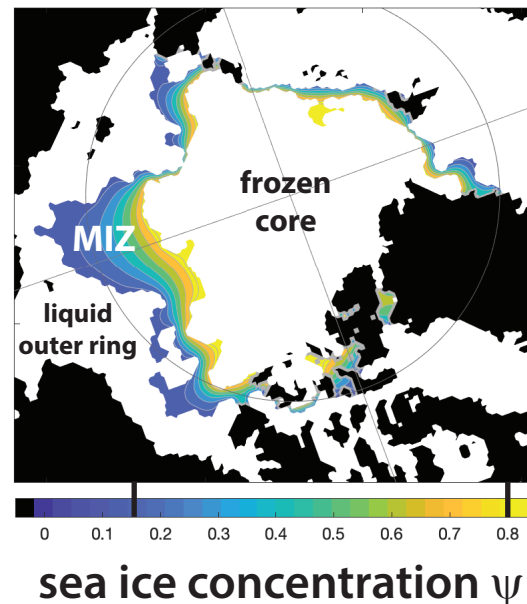 frozen
core
MIZ
liquid
outer ring
0 0.1 0.2 0.3 0.4 0.5 0.6 0.7 0.8
sea ice concentration ψ